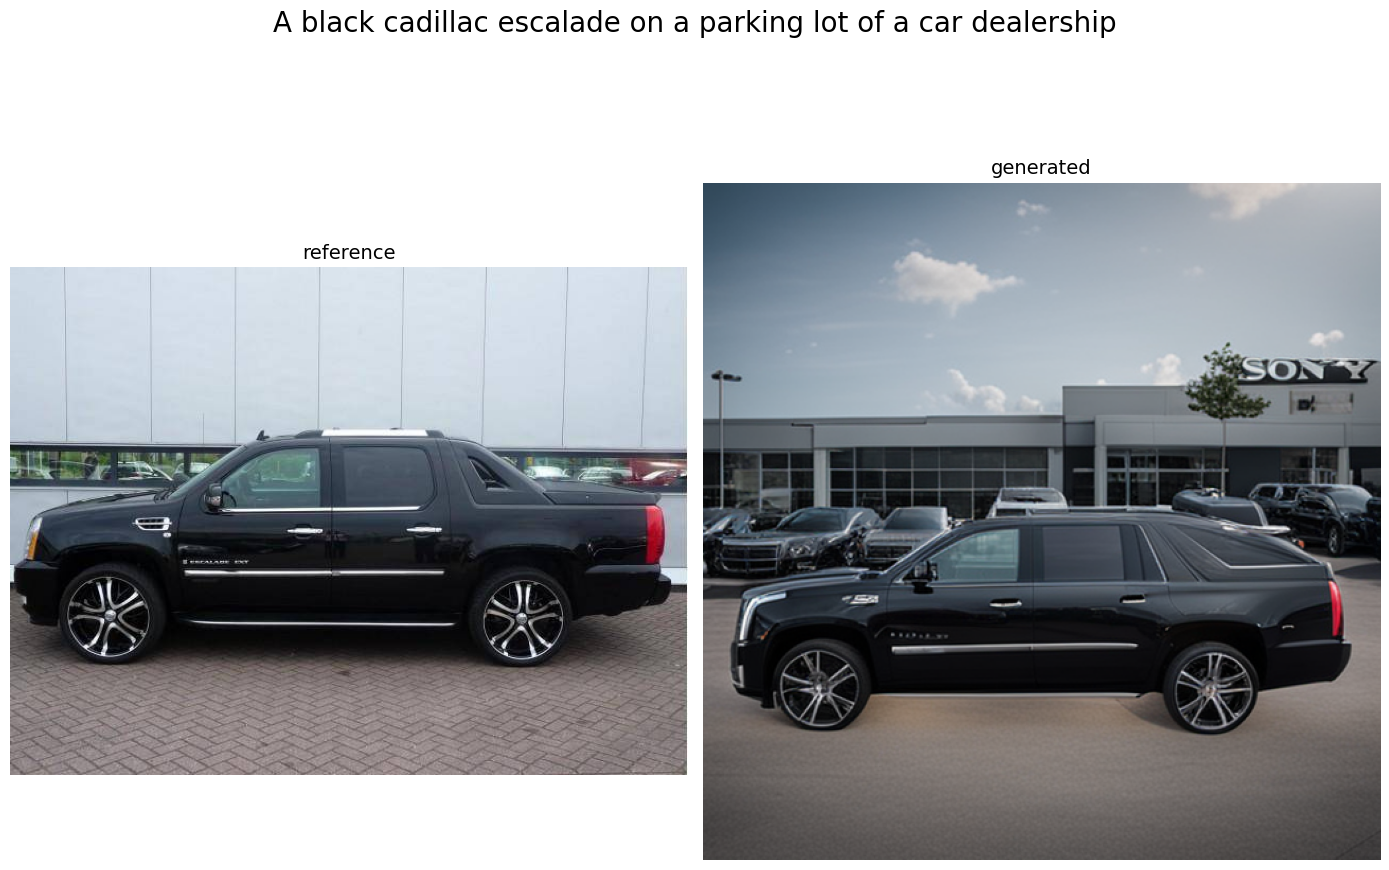 A black cadillac escalade on a parking lot of a car dealership
reference
generated
ESCALADE EXT
SONY